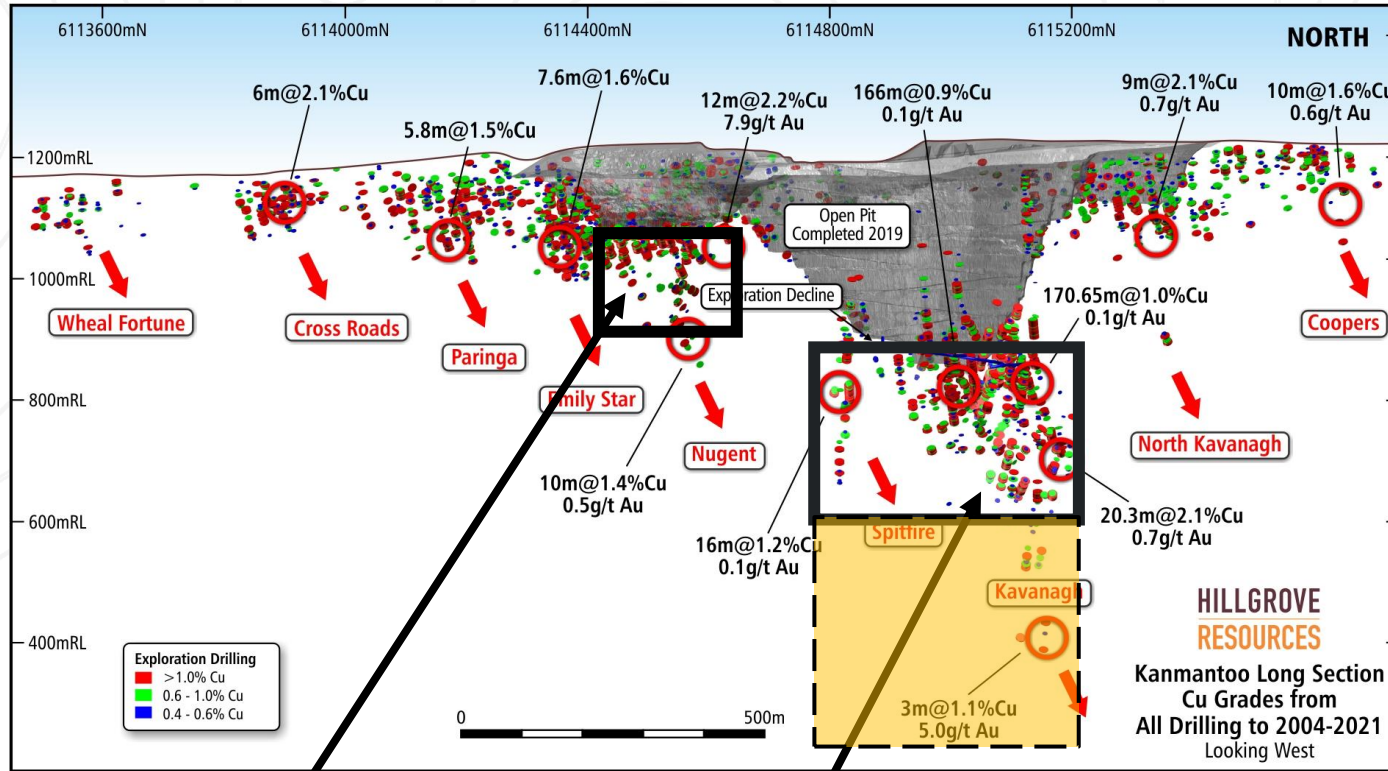 6113600mN
6114000mN
6114400mN
6114800mN
6115200mN
NORTH
6m@2.1%Cu
5.8m@1.5%Cu
7.6m@1.6%Cu
12m@2.2%Cu
7.9g/t Au
166m@0.9%Cu
0.1g/t Au
9m@2.1%Cu
0.7g/t Au
10m@1.6%Cu
0.6g/t Au
1200mRL
1000mRL
800mRL
600mRL
400mRL
Open Pit
Completed 2019
Exploration Decline
170.65m@1.0%Cu
0.1g/t Au
Wheal Fortune
Cross Roads
Paringa
Emily Star
Nugent
Coopers
North Kavanagh
10m@1.4%Cu
0.5g/t Au
16m@1.2%Cu
0.1g/t Au
Spitfire
20.3m@2.1%Cu
0.7g/t Au
Kavanagh
3m@1.1%Cu
5.0g/t Au
Exploration Drilling
>1.0% Cu
0.6 - 1.0% Cu
0.4 - 0.6% Cu
0
500m
HILLGROVE
RESOURCES
Kanmantoo Long Section
Cu Grades from
All Drilling to 2004-2021
Looking West